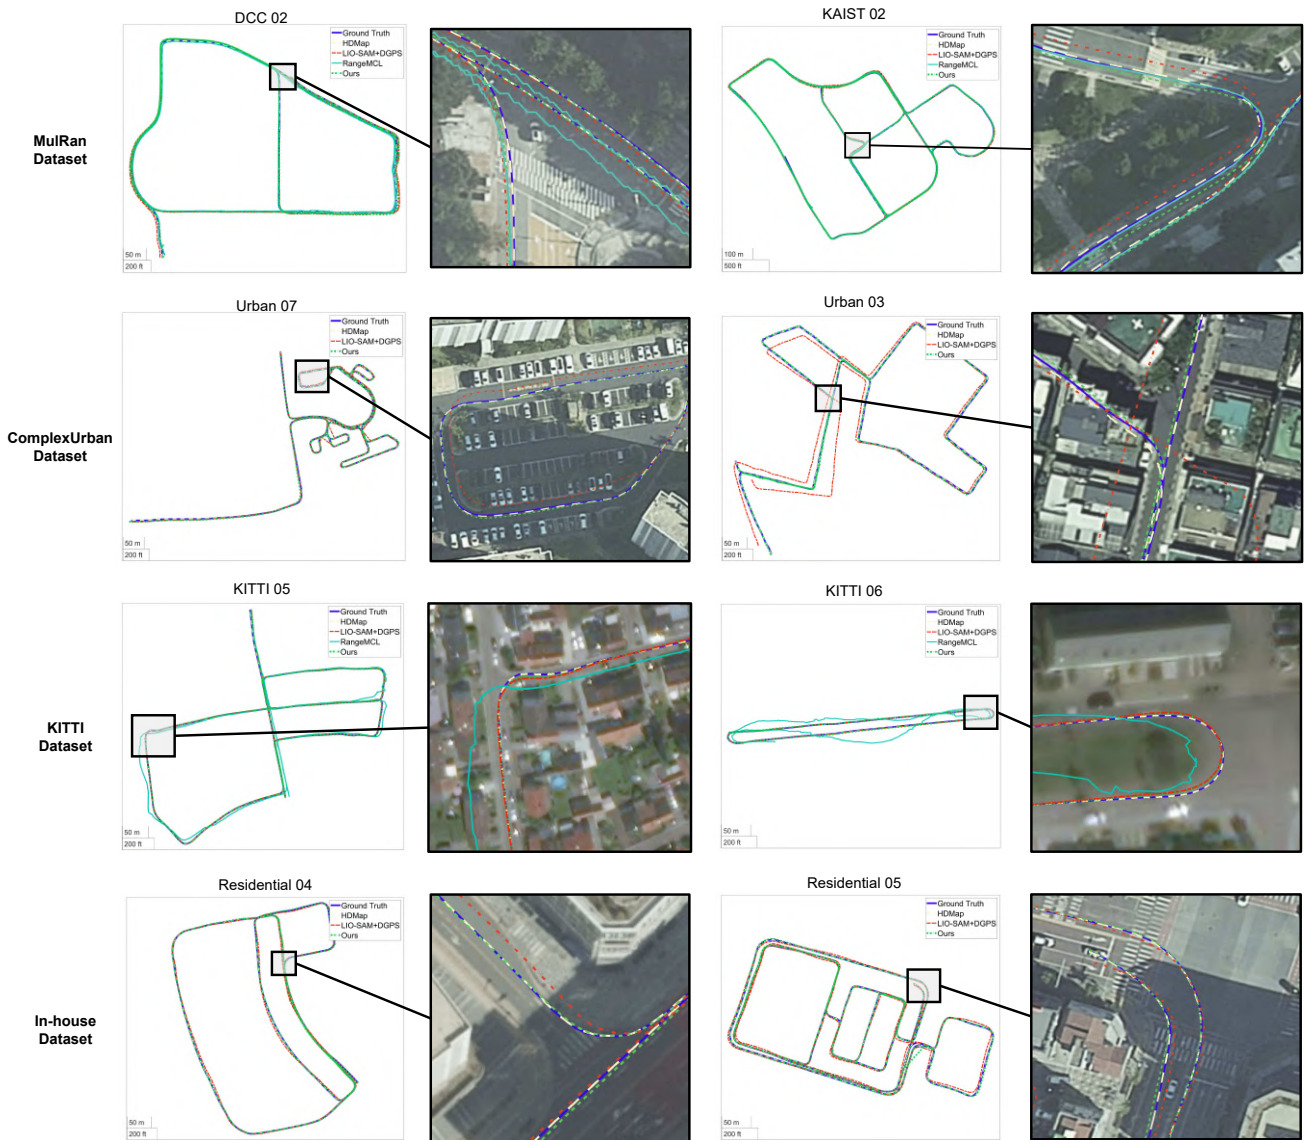 DCC 02
KAIST 02
Ground Truth
HDMap
LIO-SAM+DGPS
RangeMCL
Ours
Ground Truth
HDMap
LIO-SAM+DGPS
RangeMCL
Ours
MulRan
Dataset
50 m
200 ft
100 m
500 ft
Urban 07
Urban 03
Ground Truth
HDMap
LIO-SAM+DGPS
Ours
Ground Truth
HDMap
LIO-SAM+DGPS
Ours
ComplexUrban
Dataset
50 m
200 ft
50 m
200 ft
KITTI 05
KITTI 06
Ground Truth
HDMap
LIO-SAM+DGPS
RangeMCL
Ours
Ground Truth
HDMap
LIO-SAM+DGPS
RangeMCL
Ours
KITTI
Dataset
50 m
200 ft
50 m
200 ft
Residential 04
Residential 05
Ground Truth
HDMap
LIO-SAM+DGPS
Ours
Ground Truth
HDMap
LIO-SAM+DGPS
Ours
In-house
Dataset
50 m
200 ft
50 m
200 ft